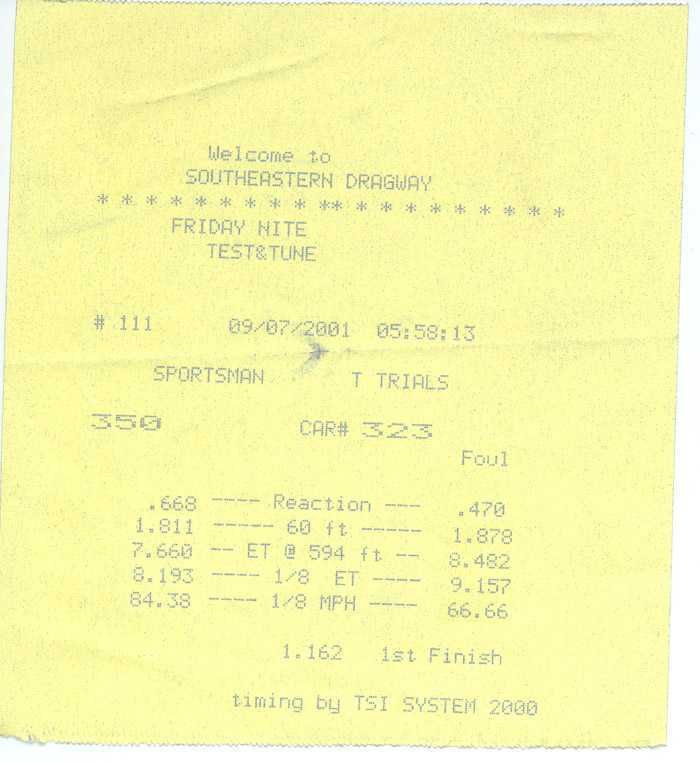 Welcome to
SOUTHEASTERN DRAGWAY
* * * * * * * * * ** * * * * * * * * *
FRIDAY NITE
TEST&TUNE
# 111 09/07/2001 05:58:13
SPORTSMAN T TRIALS
350 CAR# 323
Foul
.668 ---- Reaction --- .470
1.811 ----- 60 ft ----- 1.878
7.660 -- ET @ 594 ft -- 8.482
8.193 ---- 1/8 ET ---- 9.157
84.38 ---- 1/8 MPH ---- 66.66
1.162 1st Finish
timing by TSI SYSTEM 2000